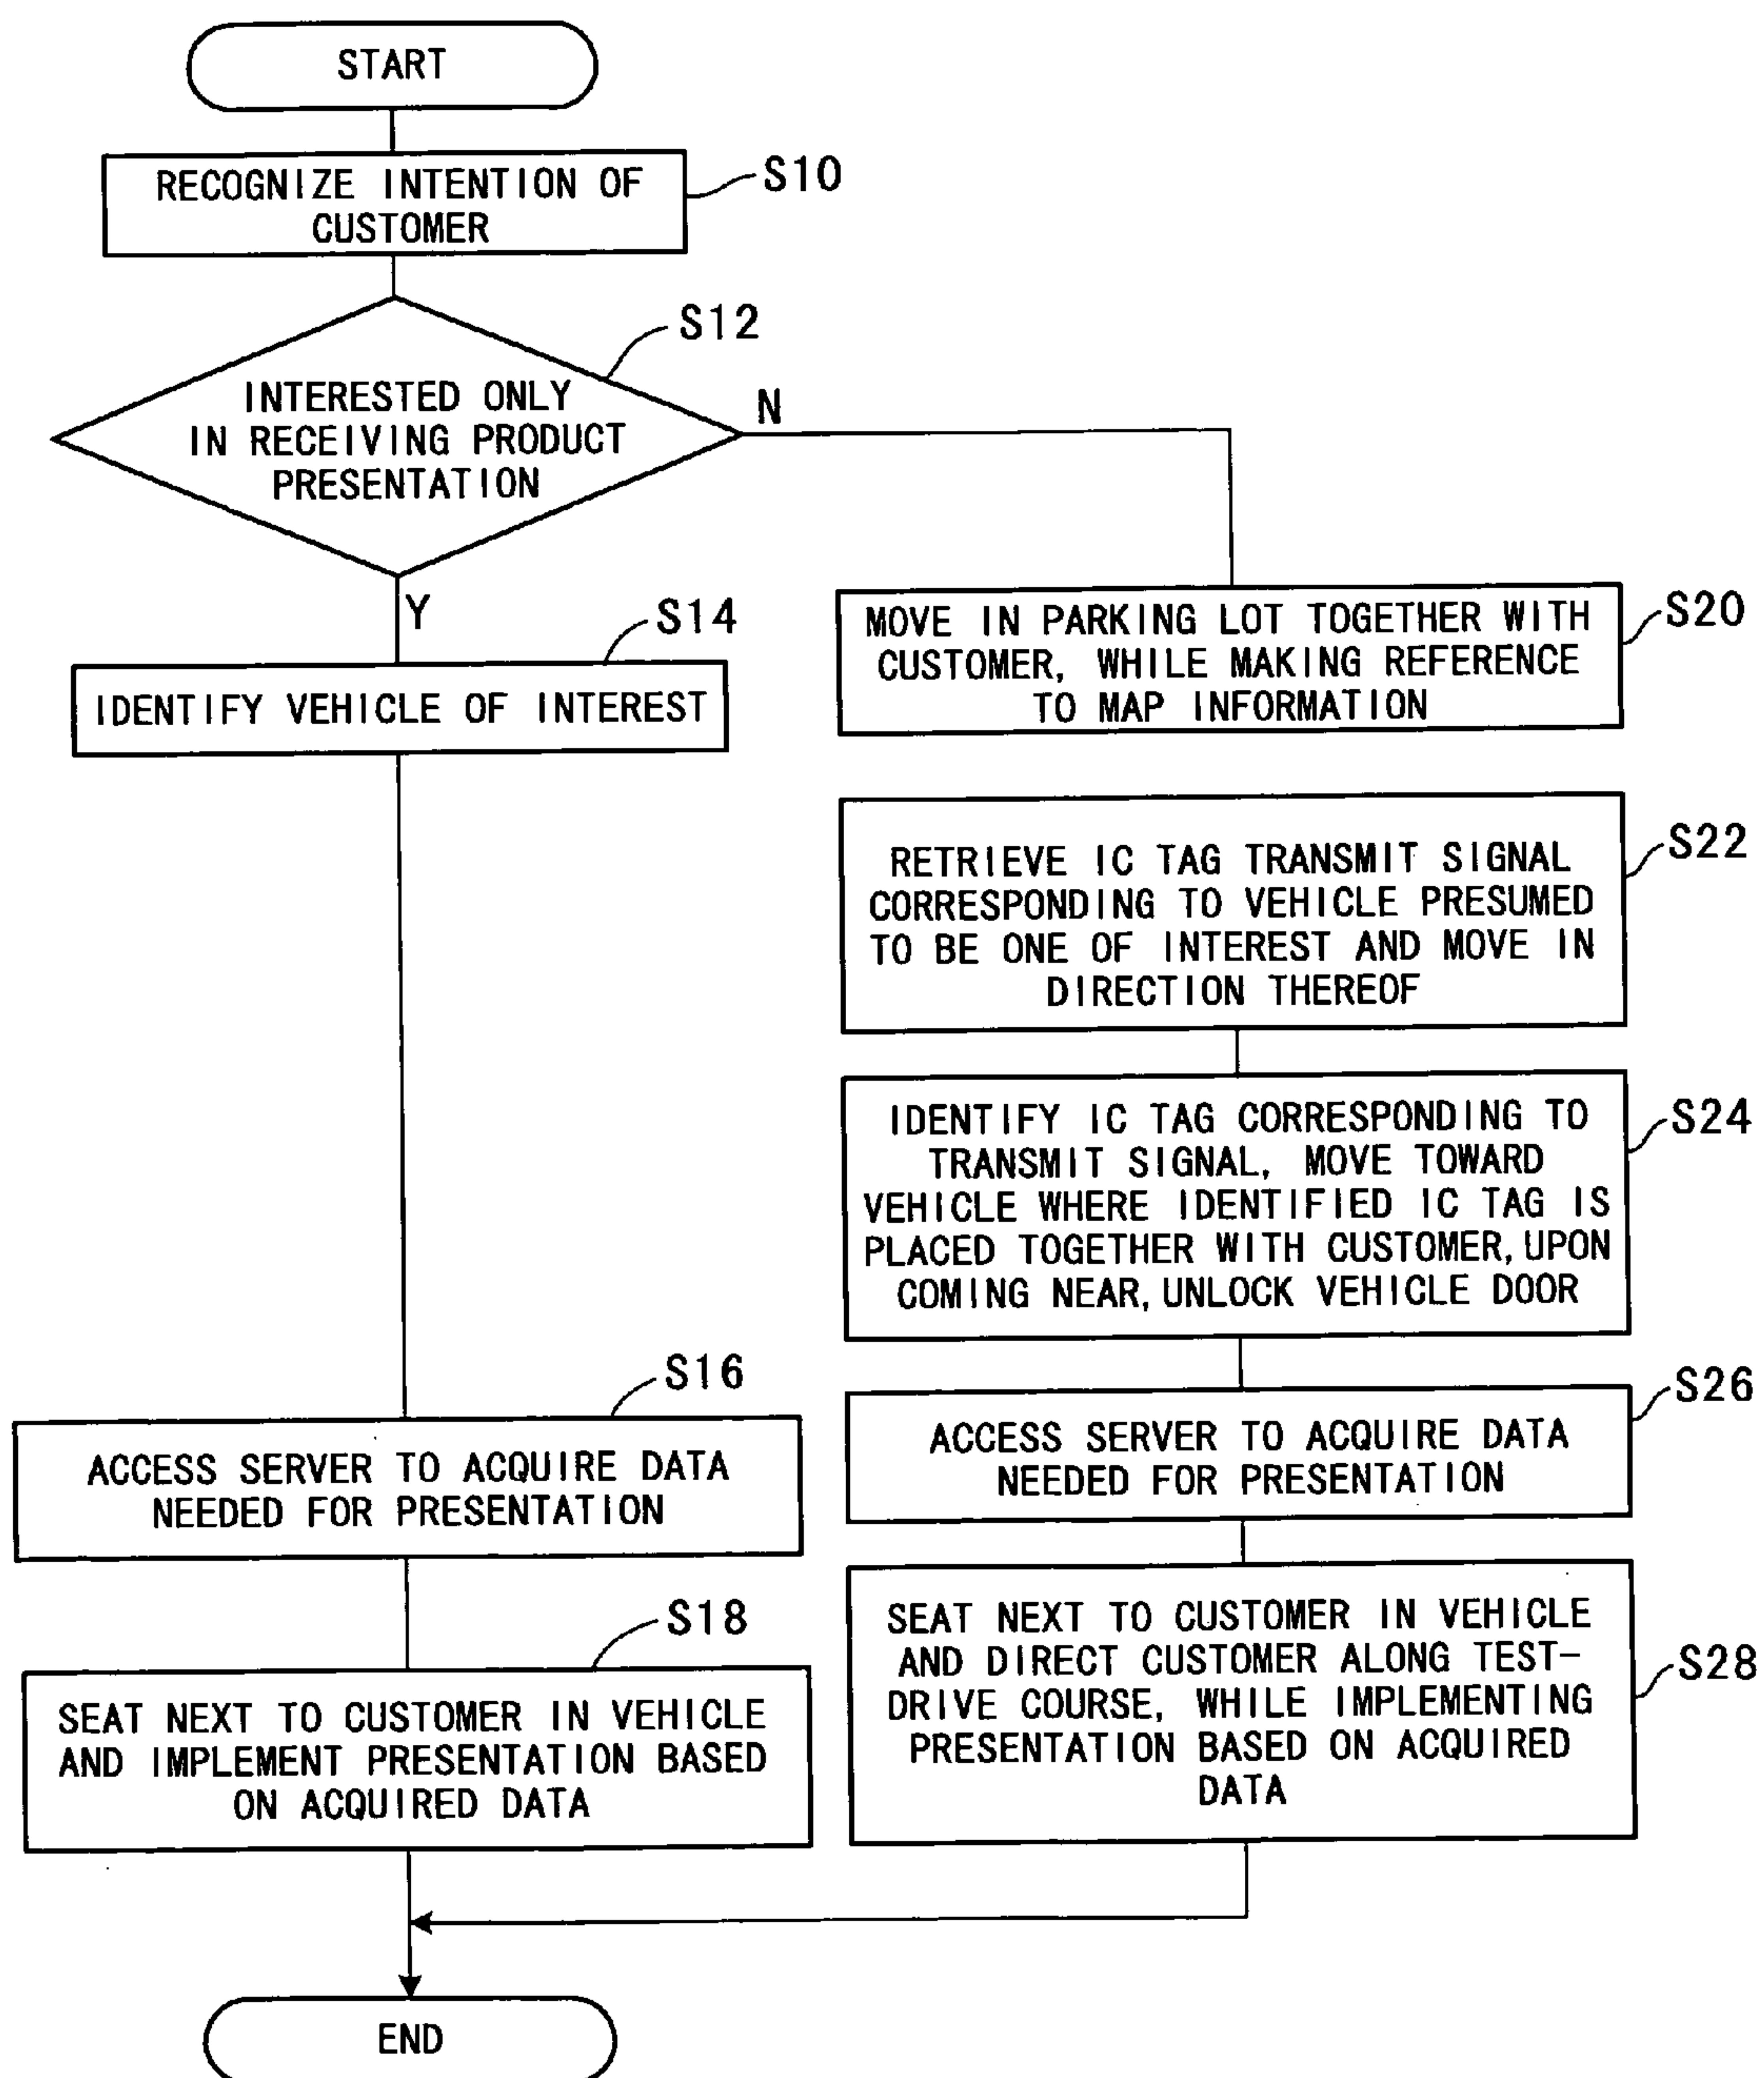 START
RECOGNIZE INTENTION OF
CUSTOMER
S10
S12
INTERESTED ONLY
IN RECEIVING PRODUCT
PRESENTATION
N
Y
S14
IDENTIFY VEHICLE OF INTEREST
S16
ACCESS SERVER TO ACQUIRE DATA
NEEDED FOR PRESENTATION
S18
SEAT NEXT TO CUSTOMER IN VEHICLE
AND IMPLEMENT PRESENTATION BASED
ON ACQUIRED DATA
MOVE IN PARKING LOT TOGETHER WITH
CUSTOMER, WHILE MAKING REFERENCE
TO MAP INFORMATION
S20
RETRIEVE IC TAG TRANSMIT SIGNAL
CORRESPONDING TO VEHICLE PRESUMED
TO BE ONE OF INTEREST AND MOVE IN
DIRECTION THEREOF
S22
IDENTIFY IC TAG CORRESPONDING TO
TRANSMIT SIGNAL, MOVE TOWARD
VEHICLE WHERE IDENTIFIED IC TAG IS
PLACED TOGETHER WITH CUSTOMER, UPON
COMING NEAR, UNLOCK VEHICLE DOOR
S24
ACCESS SERVER TO ACQUIRE DATA
NEEDED FOR PRESENTATION
S26
SEAT NEXT TO CUSTOMER IN VEHICLE
AND DIRECT CUSTOMER ALONG TEST-
DRIVE COURSE, WHILE IMPLEMENTING
PRESENTATION BASED ON ACQUIRED
DATA
S28
END